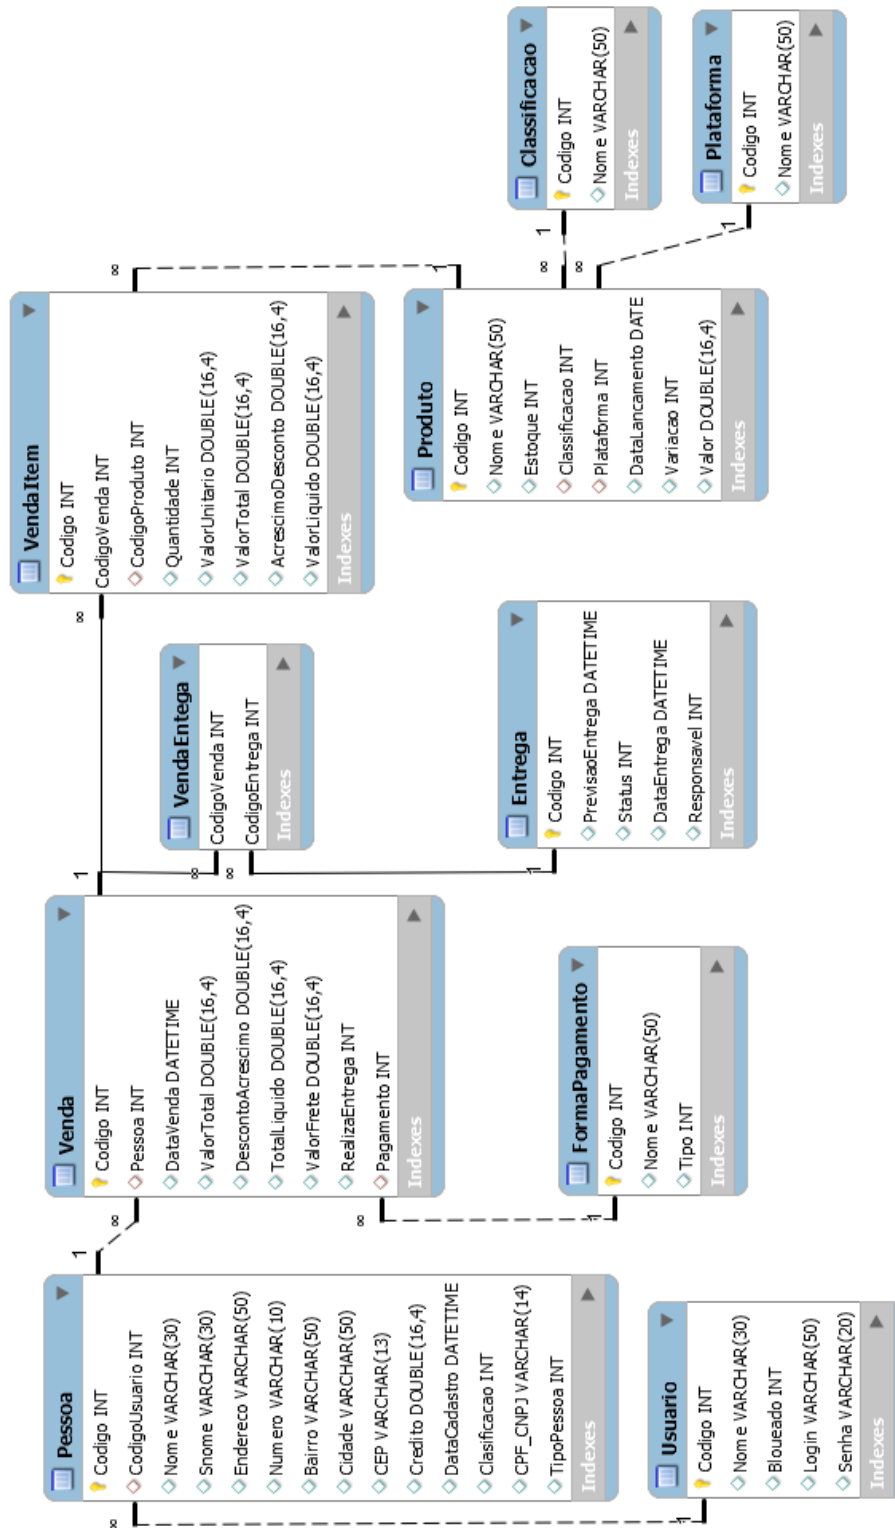 Pessoa
Codigo INT
CodigoUsuario INT
Nome VARCHAR(30)
Snome VARCHAR(30)
Endereco VARCHAR(50)
Numero VARCHAR(10)
Bairro VARCHAR(50)
Cidade VARCHAR(50)
CEP VARCHAR(13)
Credito DOUBLE(16,4)
DataCadastro DATETIME
Clasificacao INT
CPF_CNPJ VARCHAR(14)
TipoPessoa INT
Indexes
1
∞
∞
1
Usuario
Codigo INT
Nome VARCHAR(30)
Bloueado INT
Login VARCHAR(50)
Senha VARCHAR(20)
Indexes
Venda
Codigo INT
Pessoa INT
DataVenda DATETIME
ValorTotal DOUBLE(16,4)
DescontoAcrescimo DOUBLE(16,4)
TotalLiquido DOUBLE(16,4)
ValorFrete DOUBLE(16,4)
RealizaEntrega INT
Pagamento INT
Indexes
∞
1
FormaPagamento
Codigo INT
Nome VARCHAR(50)
Tipo INT
Indexes
1
∞
∞
1
VendaEntega
CodigoVenda INT
CodigoEntrega INT
Indexes
Entrega
Codigo INT
PrevisaoEntrega DATETIME
Status INT
DataEntrega DATETIME
Responsavel INT
Indexes
∞
VendaItem
Codigo INT
CodigoVenda INT
CodigoProduto INT
Quantidade INT
ValorUnitario DOUBLE(16,4)
ValorTotal DOUBLE(16,4)
AcrescimoDesconto DOUBLE(16,4)
ValorLiquido DOUBLE(16,4)
Indexes
∞
1
Produto
Codigo INT
Nome VARCHAR(50)
Estoque INT
Classificacao INT
Plataforma INT
DataLancamento DATE
Variacao INT
Valor DOUBLE(16,4)
Indexes
∞
∞
1
1
Classificacao
Codigo INT
Nome VARCHAR(50)
Indexes
Plataforma
Codigo INT
Nome VARCHAR(50)
Indexes